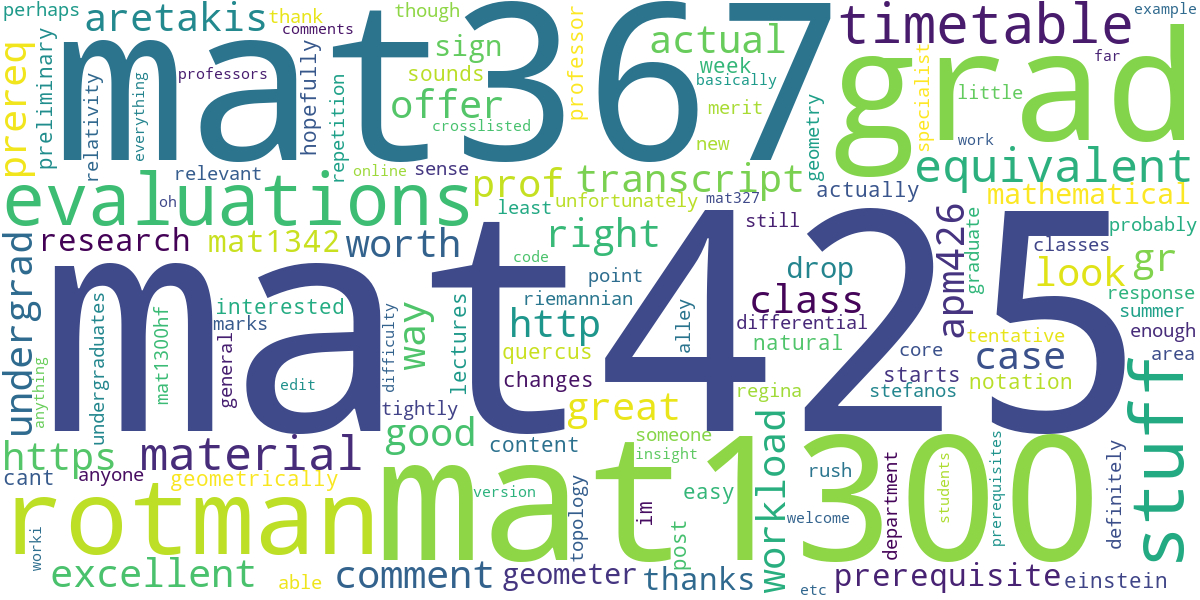 perhaps
aretakis
thank
comments
though
mat367
sign
sounds
offer
crosslisted
professors
professor
actual
week
basically
merit
new
timetable
example
far
grad
little
work
specialist
prereq
preliminary
relativity
everything
hopefully
repetition
geometry
evaluations
relevant
oh
online
sense
prof
transcript
equivalent
least
unfortunately
mat327
actually
mathematical
still
research
mat1342
worth
right
code
mat425
undergrad
interested
marks
undergraduates
mat1300hf
general
edit
anything
difficulty
way
lectures
point
riemannian
http
quercus
changes
alley
drop
class
differential
natural
core
starts
stefanos
regina
apm426
graduate
classes
probably
gr
look
response
summer
tentative
enough
case
area
notation
tightly
great
good
content
https
material
someone
insight
cant
anyone
geometrically
rotman
version
mat1300
topology
im
easy
post
workload
rush
welcome
department
students
prerequisites
definitely
stuff
worki
excellent
able
comment
geometer
thanks
prerequisite
einstein
etc